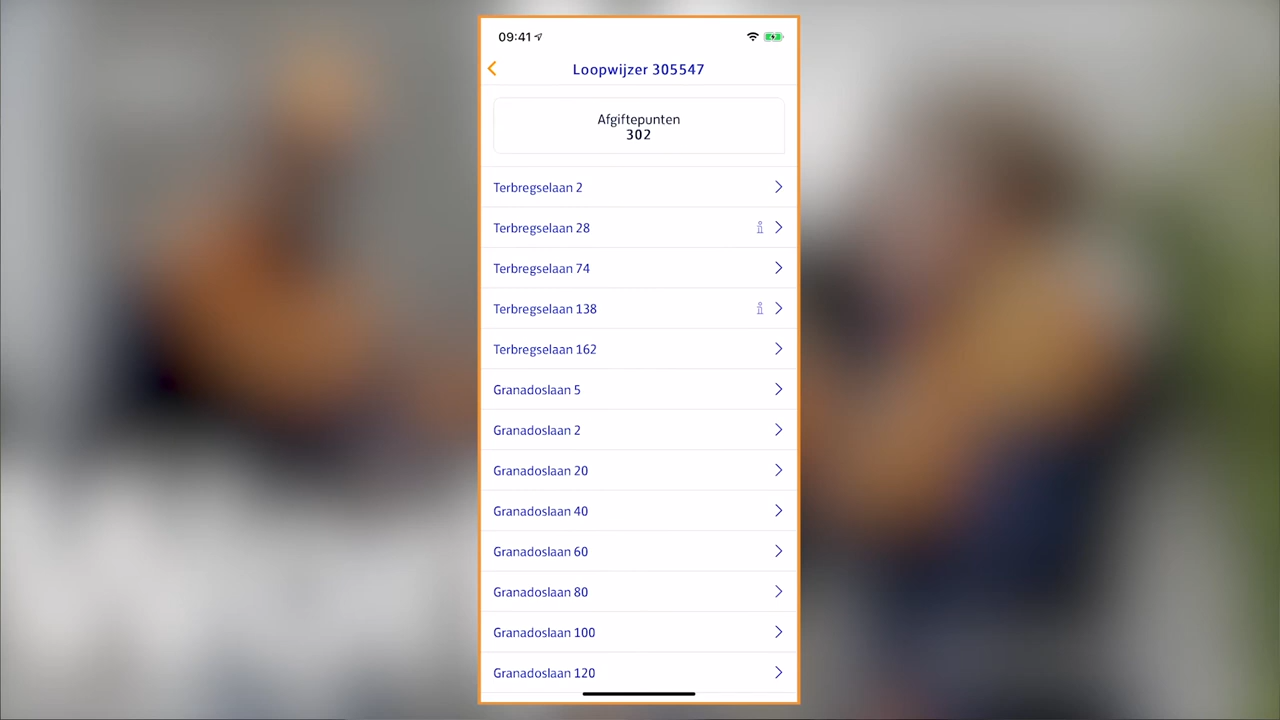 09:41
Loopwijzer 305547
Afgiftepunten
302
Terbregselaan 2
Terbregselaan 28
Terbregselaan 74
Terbregselaan 138
Terbregselaan 162
Granadoslaan 5
Granadoslaan 2
Granadoslaan 20
Granadoslaan 40
Granadoslaan 60
Granadoslaan 80
Granadoslaan 100
Granadoslaan 120